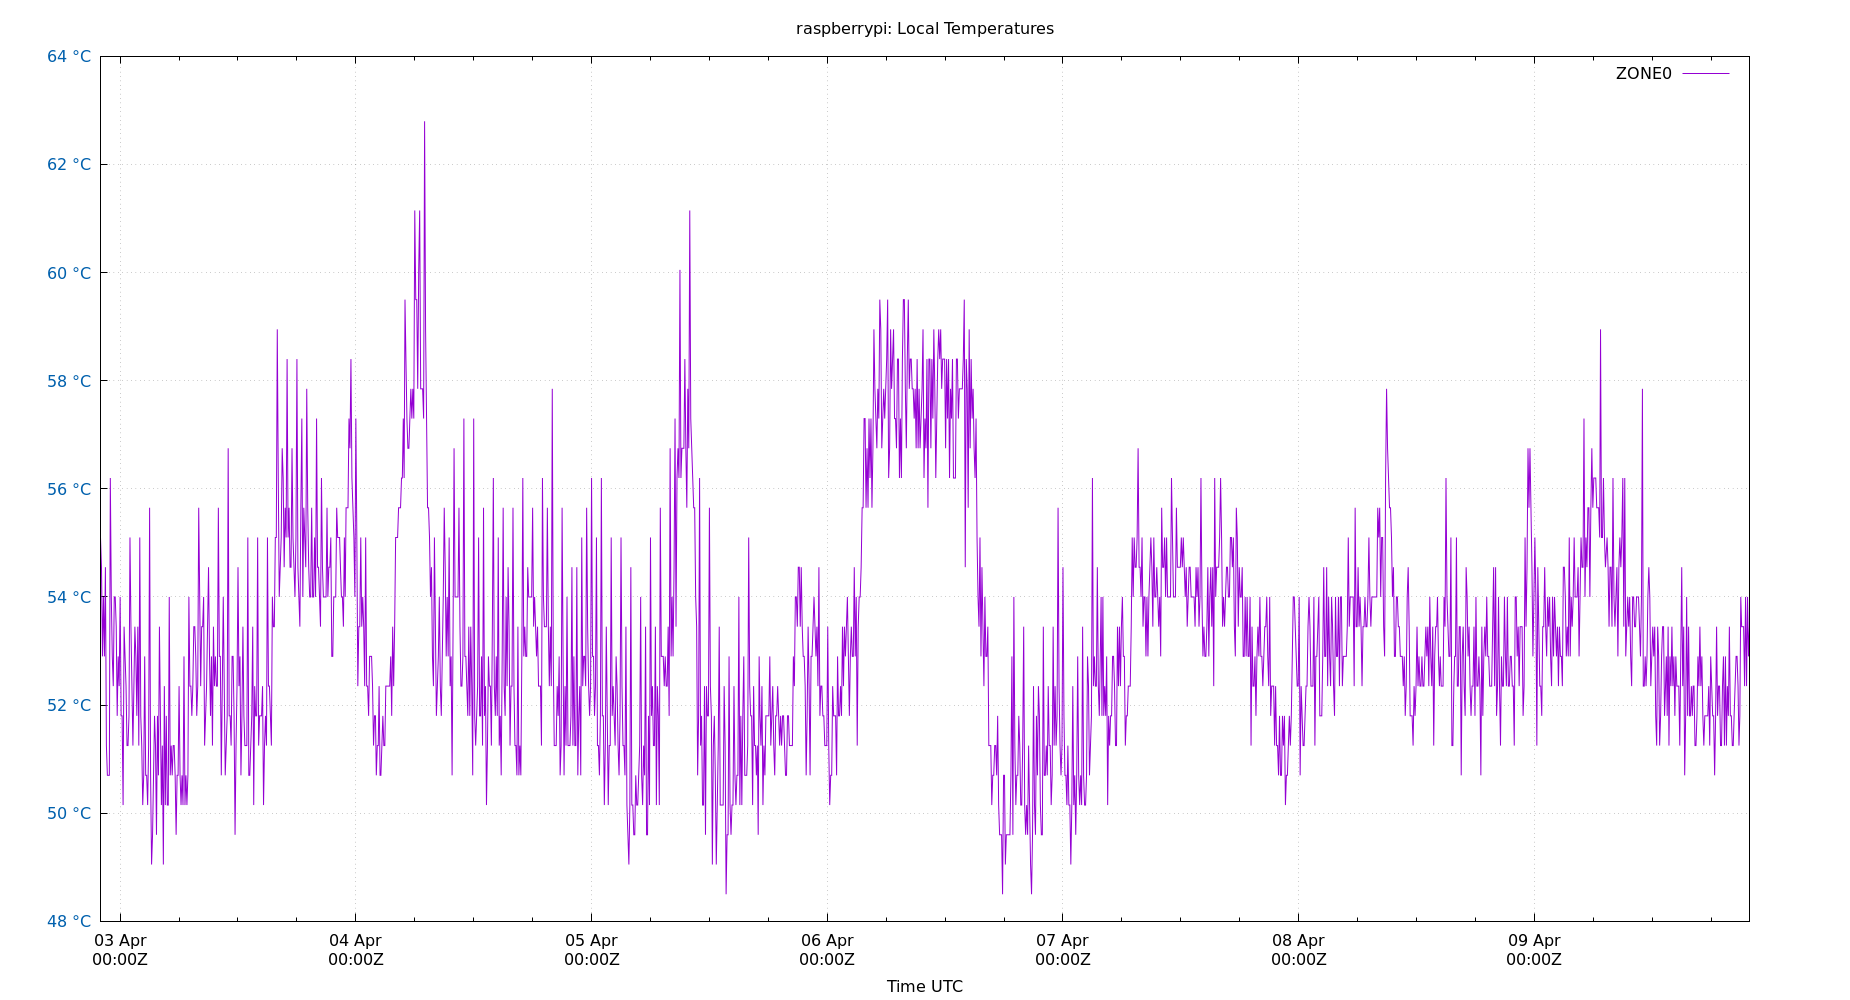 raspberrypi: Local Temperatures
64 °C
ZONE0
62 °C
60 °C
58 °C
56 °C
54 °C
52 °C
50 °C
48 °C
03 Apr 04 Apr 05 Apr 06 Apr 07 Apr 08 Apr 09 Apr
00:00Z 00:00Z 00:00Z 00:00Z 00:00Z 00:00Z 00:00Z
Time UTC